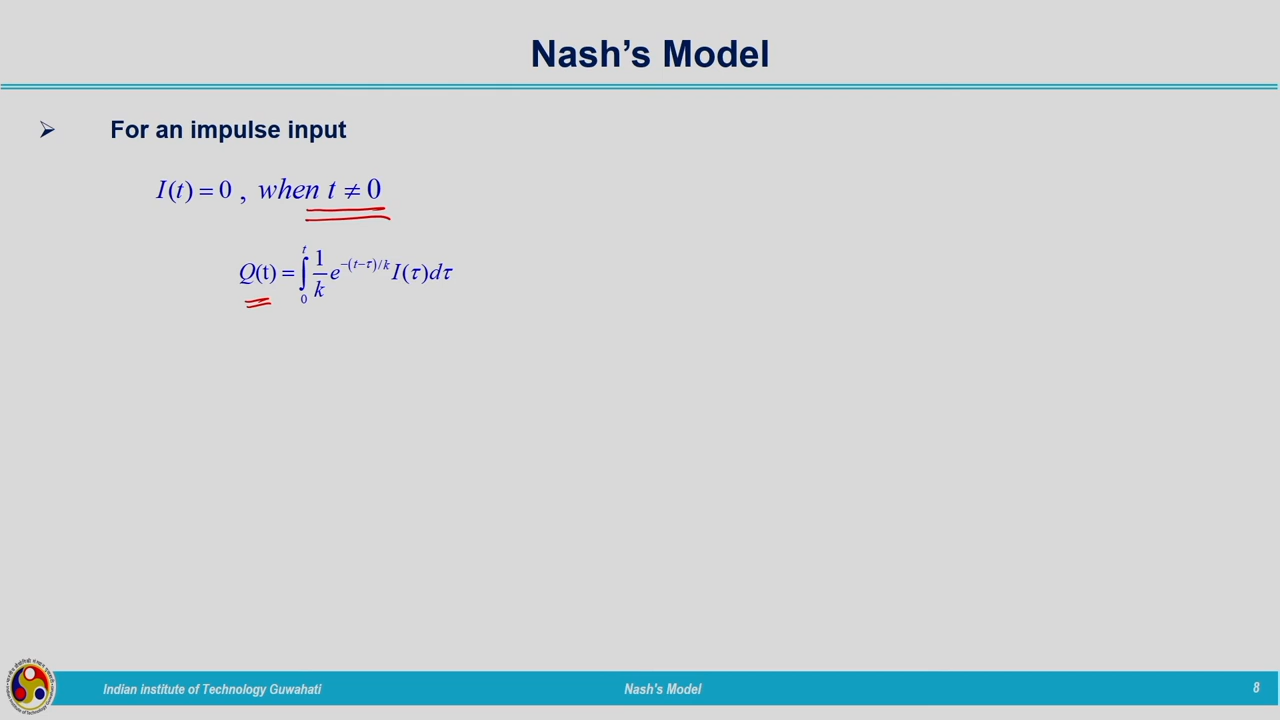 Nash's Model
➢ For an impulse input
I(t) = 0 , when t ≠ 0
Q(t) = ∫₀ᵗ 1/k e^{−(t−τ)/k} I(τ)dτ
Indian institute of Technology Guwahati
Nash's Model
8